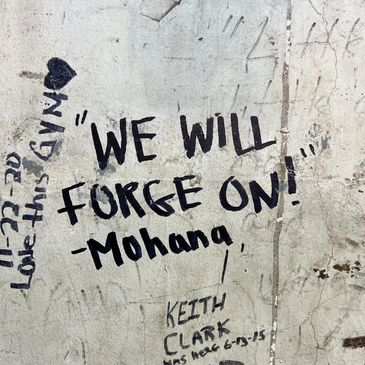 "WE WILL
FORGE ON!"
-Mohana
11-22-20
Love this GYM
KEITH
CLARK
WAS HERE 6-13-15